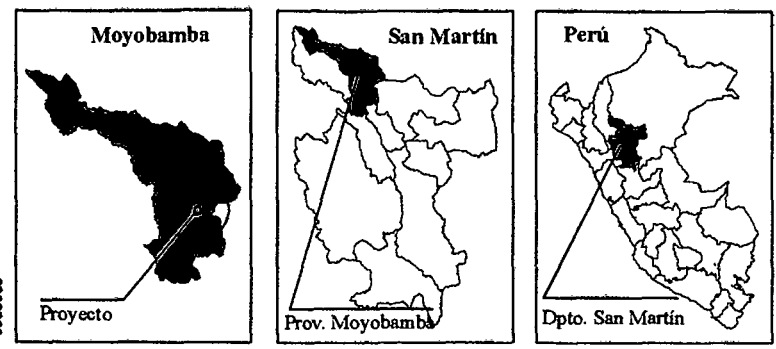 Moyobamba
Proyecto
San Martín
Prov. Moyobamba
Perú
Dpto. San Martín